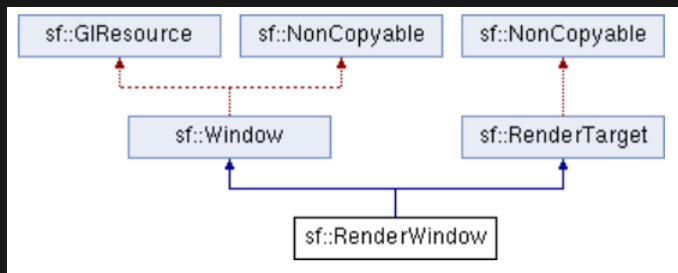 sf::GlResource
sf::NonCopyable
sf::NonCopyable
sf::Window
sf::RenderTarget
sf::RenderWindow